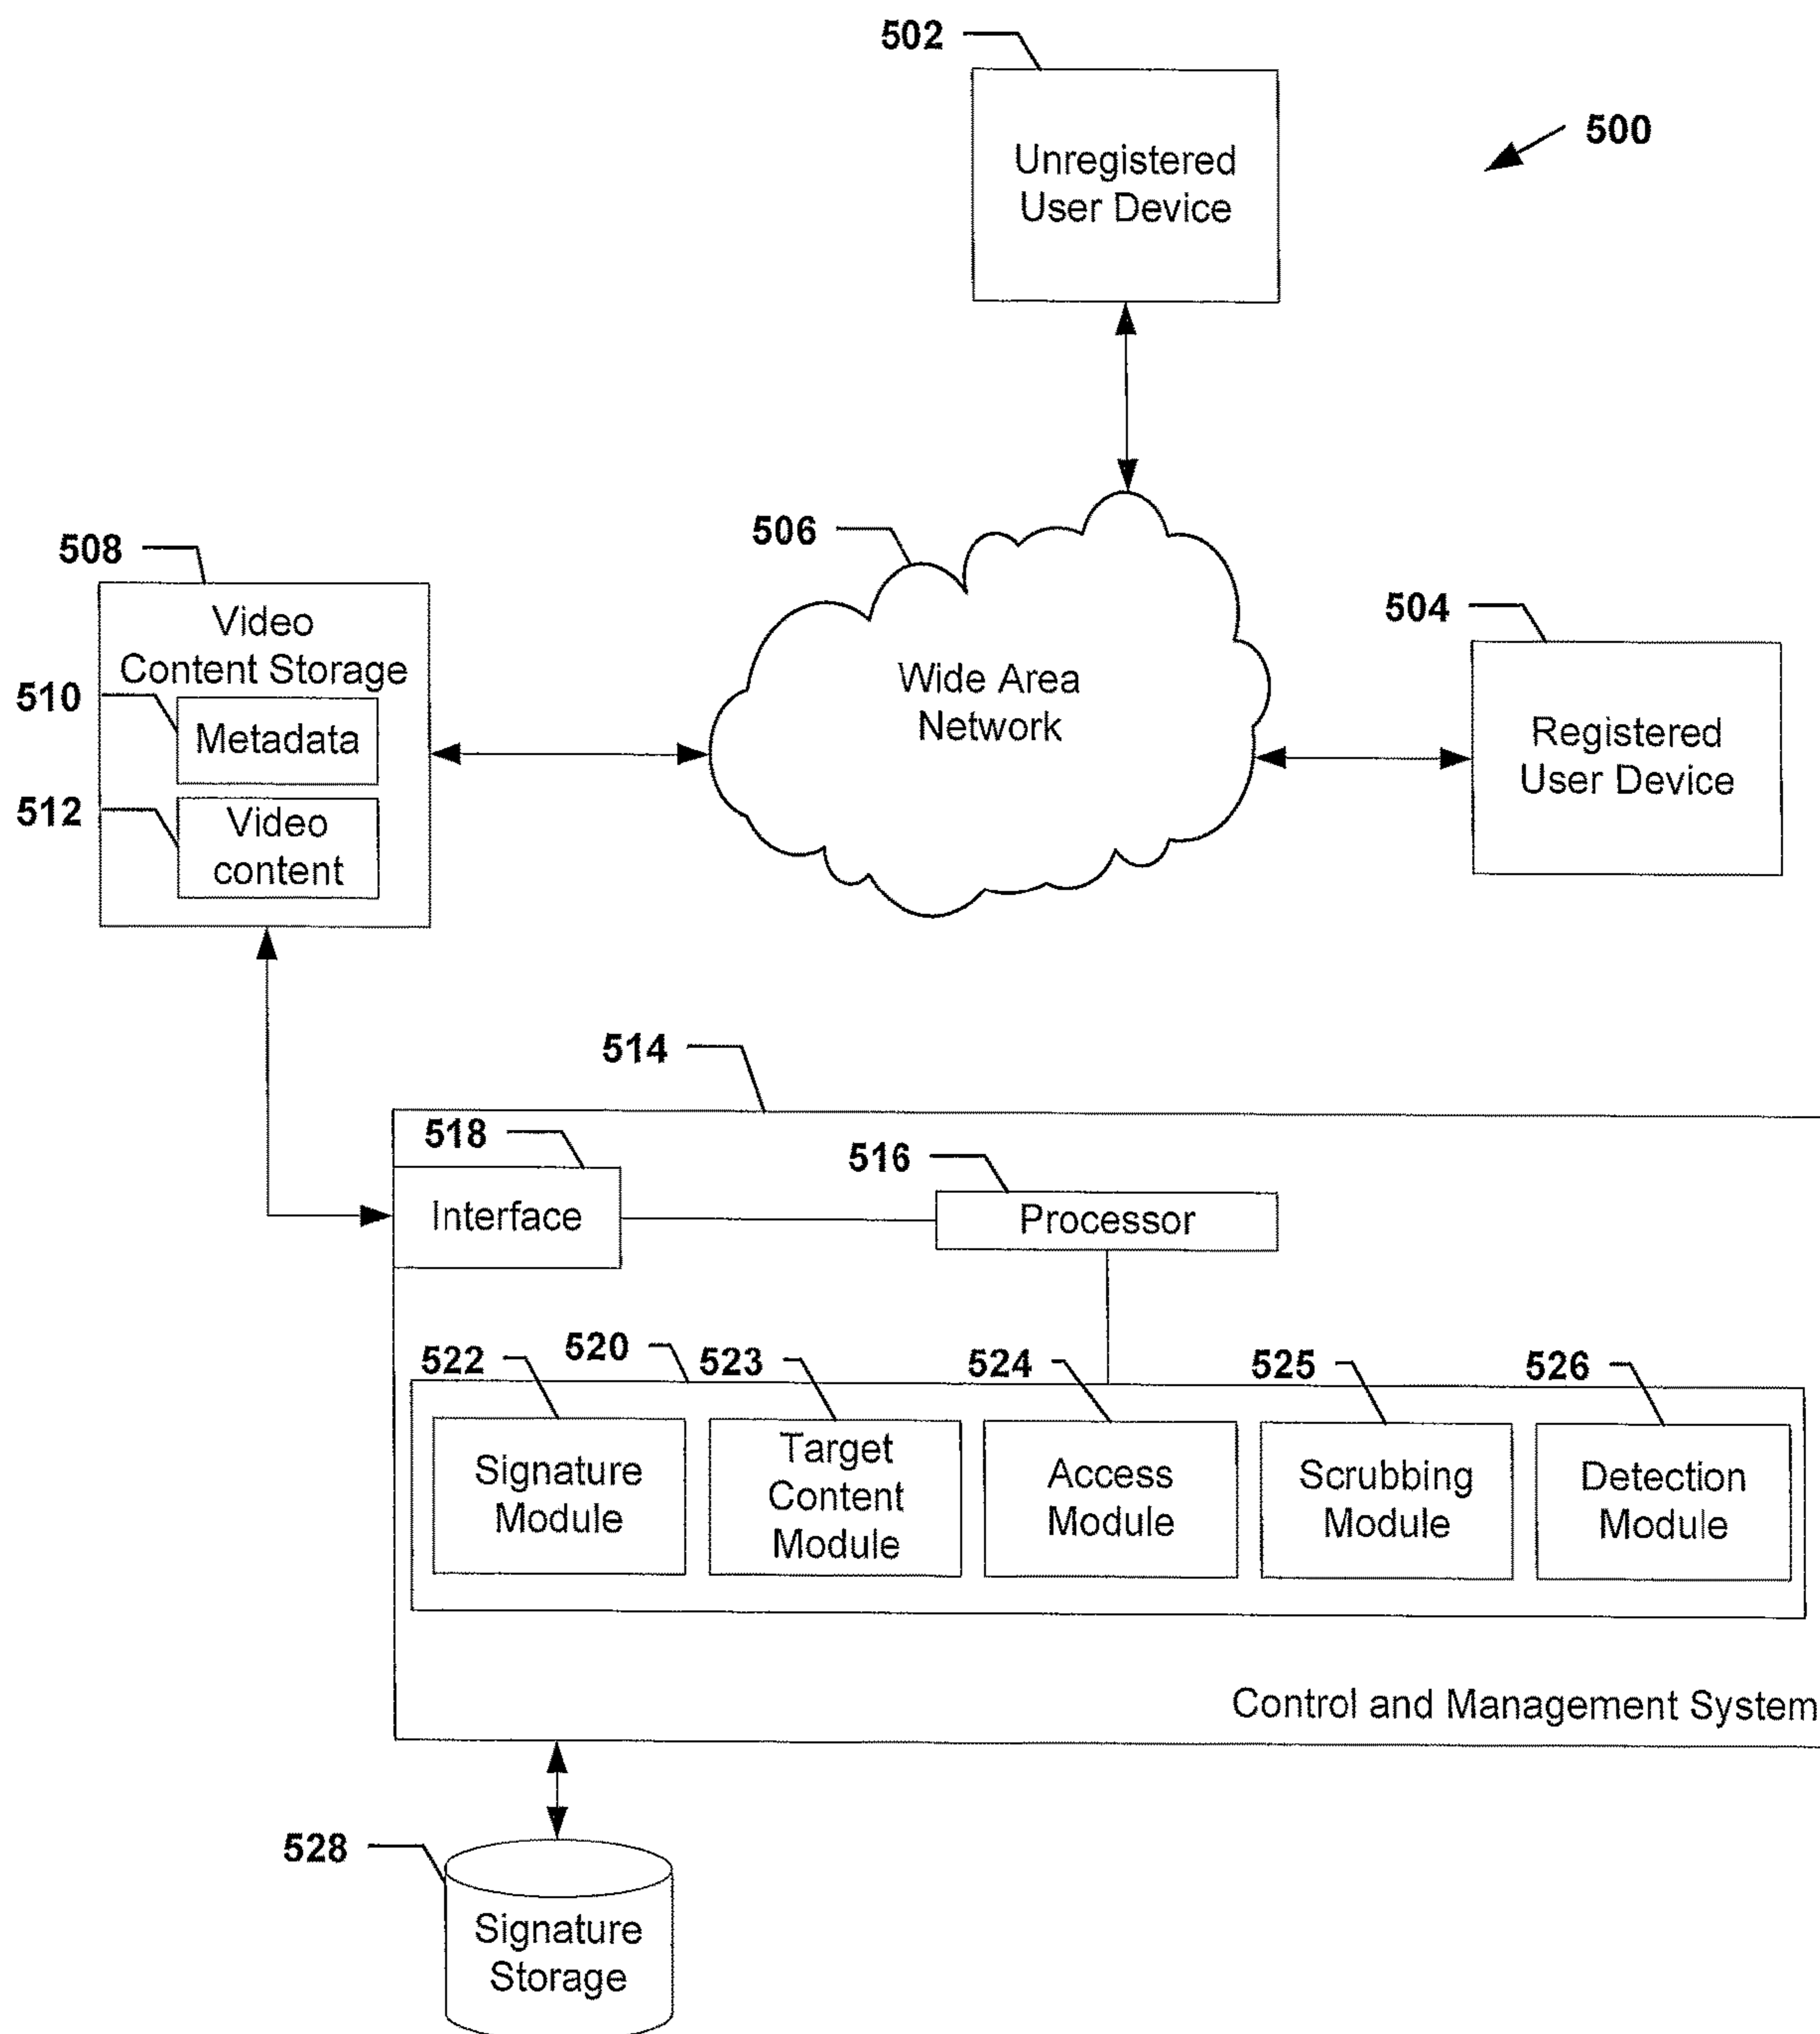 502
500
Unregistered
User Device
506
508
504
Video
Content Storage
Wide Area
Network
510
Metadata
Registered
User Device
512
Video
content
514
518
516
Interface
Processor
522
520
523
524
525
526
Signature
Module
Target
Content
Module
Access
Module
Scrubbing
Module
Detection
Module
Control and Management System
528
Signature
Storage